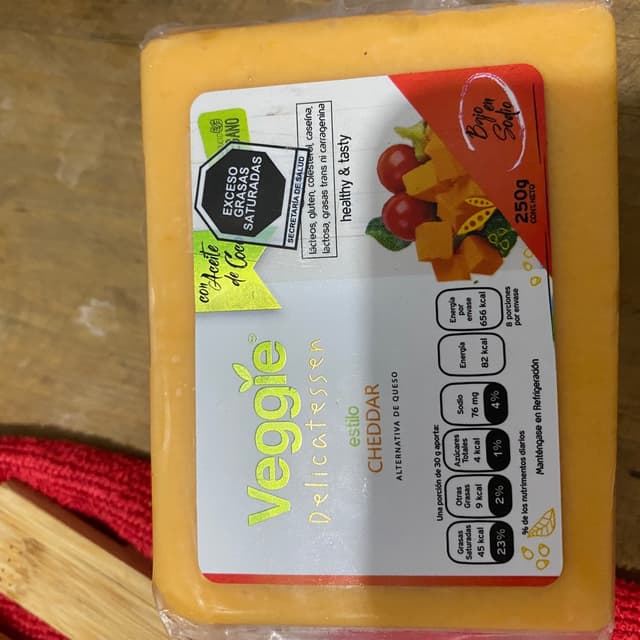 con Aceite
de Coco
VEGANO
EXCESO
GRASAS
SATURADAS
SECRETARÍA DE SALUD
lácteos, gluten, colesterol, caseína,
lactosa, grasas trans ni carragenina
healthy & tasty
Bajo en
Sodio
250g
CONT. NETO
Veggie®
Delicatessen
estilo
CHEDDAR
ALTERNATIVA DE QUESO
Una porción de 30 g aporta:
Grasas
Saturadas
45 kcal
23%
Otras
Grasas
9 kcal
2%
Azúcares
Totales
4 kcal
1%
Sodio
76 mg
4%
Energía
82 kcal
Energía
por
envase
656 kcal
8 porciones
por envase
% de los nutrimentos diarios
Manténgase en Refrigeración